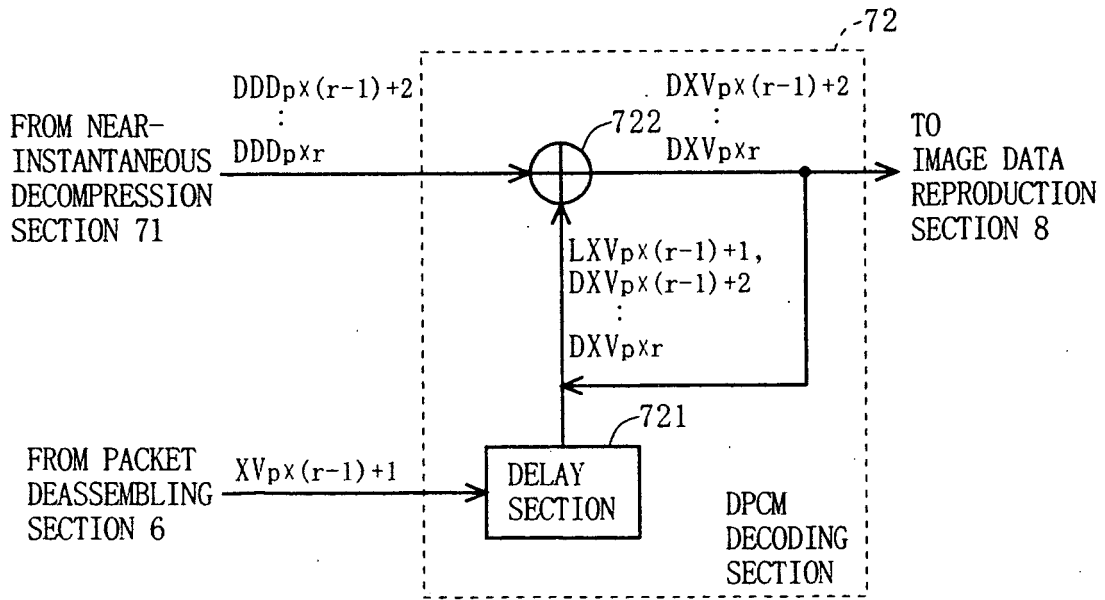 72
DDDp×(r-1)+2
⋮
DDDp×r
DXVp×(r-1)+2
⋮
DXVp×r
722
FROM NEAR-
INSTANTANEOUS
DECOMPRESSION
SECTION 71
TO
IMAGE DATA
REPRODUCTION
SECTION 8
LXVp×(r-1)+1,
DXVp×(r-1)+2
⋮
DXVp×r
721
FROM PACKET
DEASSEMBLING
SECTION 6
XVp×(r-1)+1
DELAY
SECTION
DPCM
DECODING
SECTION